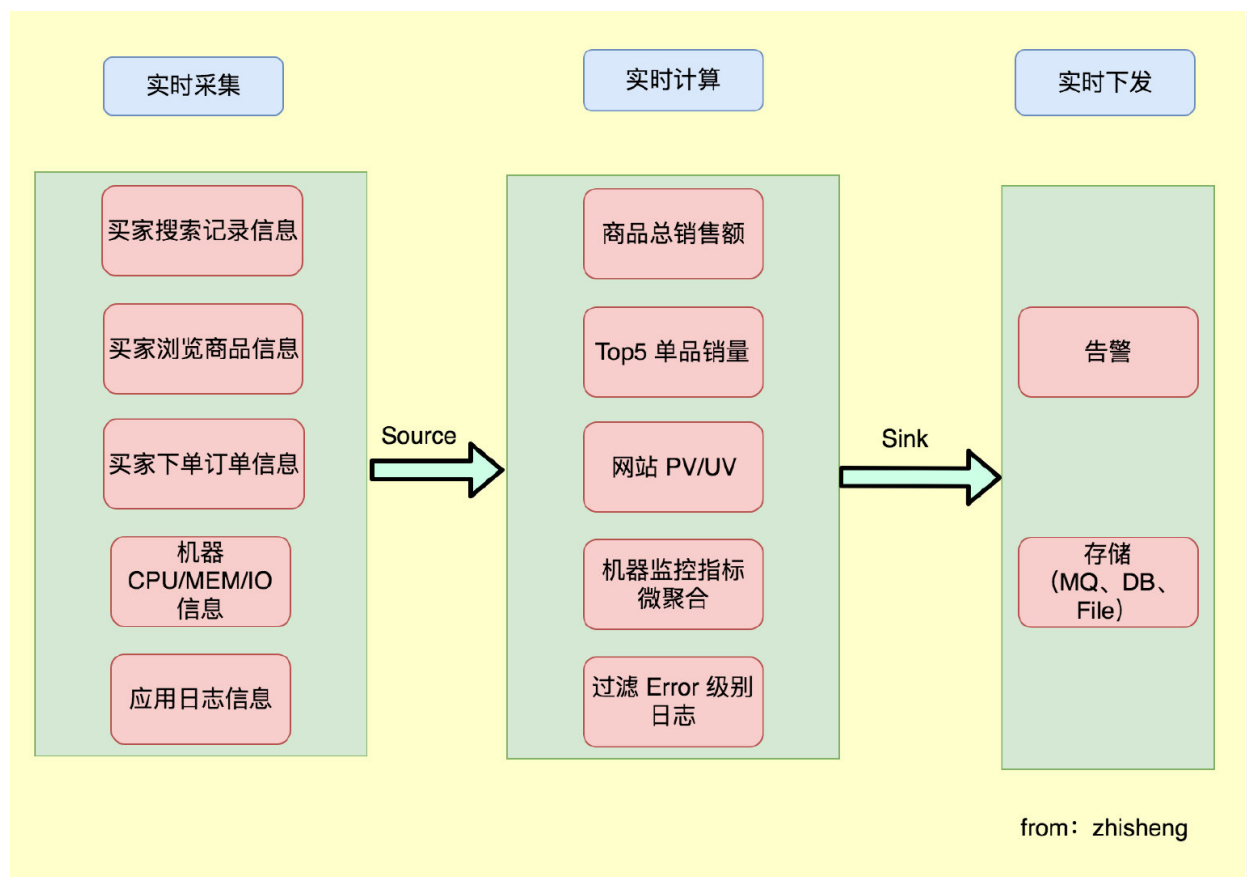 实时采集
实时计算
实时下发
买家搜索记录信息
买家浏览商品信息
买家下单订单信息
机器
CPU/MEM/IO
信息
应用日志信息
Source
商品总销售额
Top5 单品销量
网站 PV/UV
机器监控指标
微聚合
过滤 Error 级别
日志
Sink
告警
存储
（MQ、DB、
File）
from：zhisheng